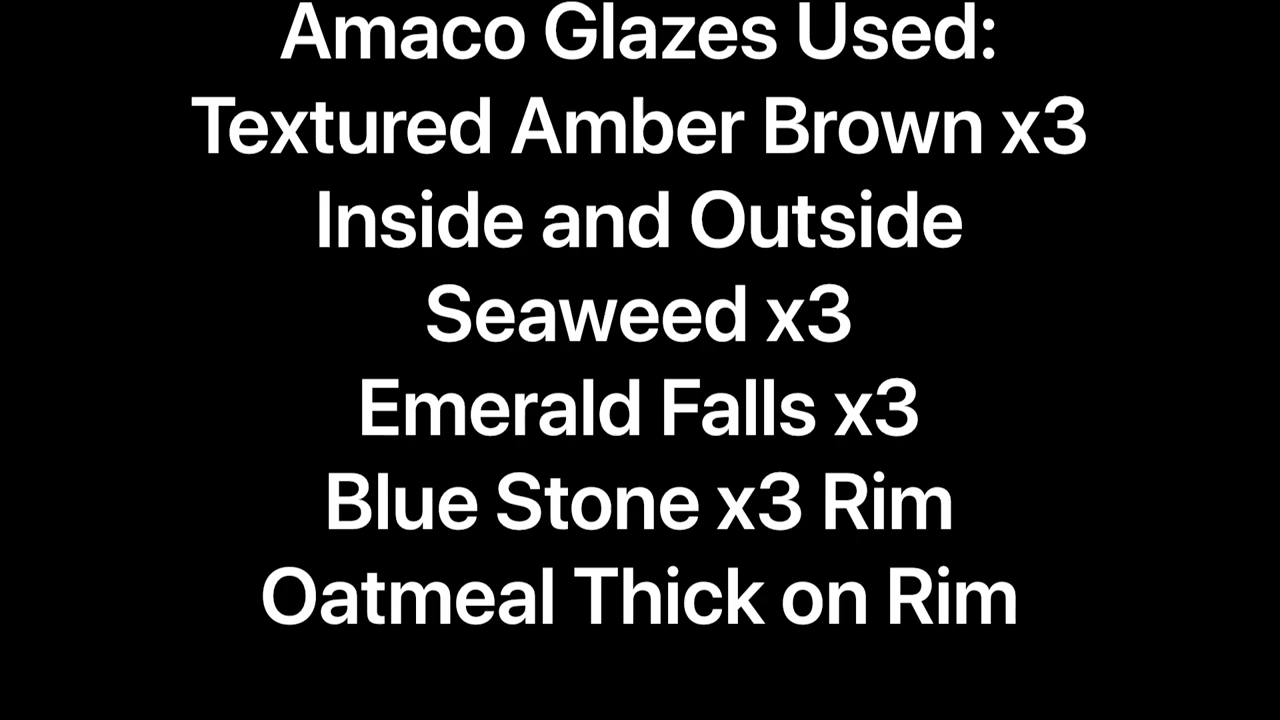 Amaco Glazes Used:
Textured Amber Brown x3
Inside and Outside
Seaweed x3
Emerald Falls x3
Blue Stone x3 Rim
Oatmeal Thick on Rim